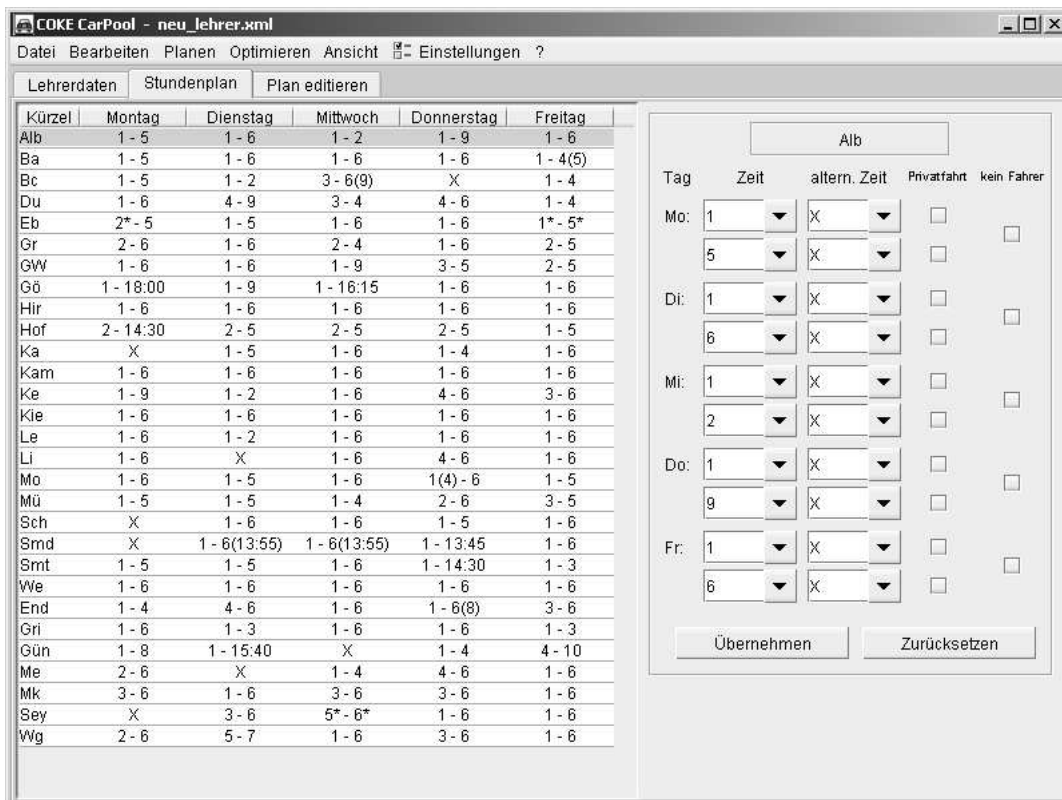 COKE CarPool - neu_lehrer.xml
Datei Bearbeiten Planen Optimieren Ansicht Einstellungen ?
Lehrerdaten Stundenplan Plan editieren
Kürzel Montag Dienstag Mittwoch Donnerstag Freitag
Alb 1 - 5 1 - 6 1 - 2 1 - 9 1 - 6
Ba 1 - 5 1 - 6 1 - 6 1 - 6 1 - 4(5)
Bc 1 - 5 1 - 2 3 - 6(9) X 1 - 4
Du 1 - 6 4 - 9 3 - 4 4 - 6 1 - 4
Eb 2* - 5 1 - 5 1 - 6 1 - 6 1* - 5*
Gr 2 - 6 1 - 6 2 - 4 1 - 6 2 - 5
GW 1 - 6 1 - 6 1 - 9 3 - 5 2 - 5
Gö 1 - 18:00 1 - 9 1 - 16:15 1 - 6 1 - 6
Hir 1 - 6 1 - 6 1 - 6 1 - 6 1 - 6
Hof 2 - 14:30 2 - 5 2 - 5 2 - 5 1 - 5
Ka X 1 - 5 1 - 6 1 - 4 1 - 6
Kam 1 - 6 1 - 6 1 - 6 1 - 6 1 - 6
Ke 1 - 9 1 - 2 1 - 6 4 - 6 3 - 6
Kie 1 - 6 1 - 6 1 - 6 1 - 6 1 - 6
Le 1 - 6 1 - 2 1 - 6 1 - 6 1 - 6
Li 1 - 6 X 1 - 6 4 - 6 1 - 6
Mo 1 - 6 1 - 5 1 - 6 1(4) - 6 1 - 5
Mü 1 - 5 1 - 5 1 - 4 2 - 6 3 - 5
Sch X 1 - 6 1 - 6 1 - 5 1 - 6
Smd X 1 - 6(13:55) 1 - 6(13:55) 1 - 13:45 1 - 6
Smt 1 - 5 1 - 5 1 - 6 1 - 14:30 1 - 3
We 1 - 6 1 - 6 1 - 6 1 - 6 1 - 6
End 1 - 4 4 - 6 1 - 6 1 - 6(8) 3 - 6
Gri 1 - 6 1 - 3 1 - 6 1 - 6 1 - 3
Gün 1 - 8 1 - 15:40 X 1 - 4 4 - 10
Me 2 - 6 X 1 - 4 4 - 6 1 - 6
Mk 3 - 6 1 - 6 3 - 6 3 - 6 1 - 6
Sey X 3 - 6 5* - 6* 1 - 6 1 - 6
Wg 2 - 6 5 - 7 1 - 6 3 - 6 1 - 6
Alb
Tag Zeit altern. Zeit Privatfahrt kein Fahrer
Mo: 1 X
5 X
Di: 1 X
6 X
Mi: 1 X
2 X
Do: 1 X
9 X
Fr: 1 X
6 X
Übernehmen Zurücksetzen